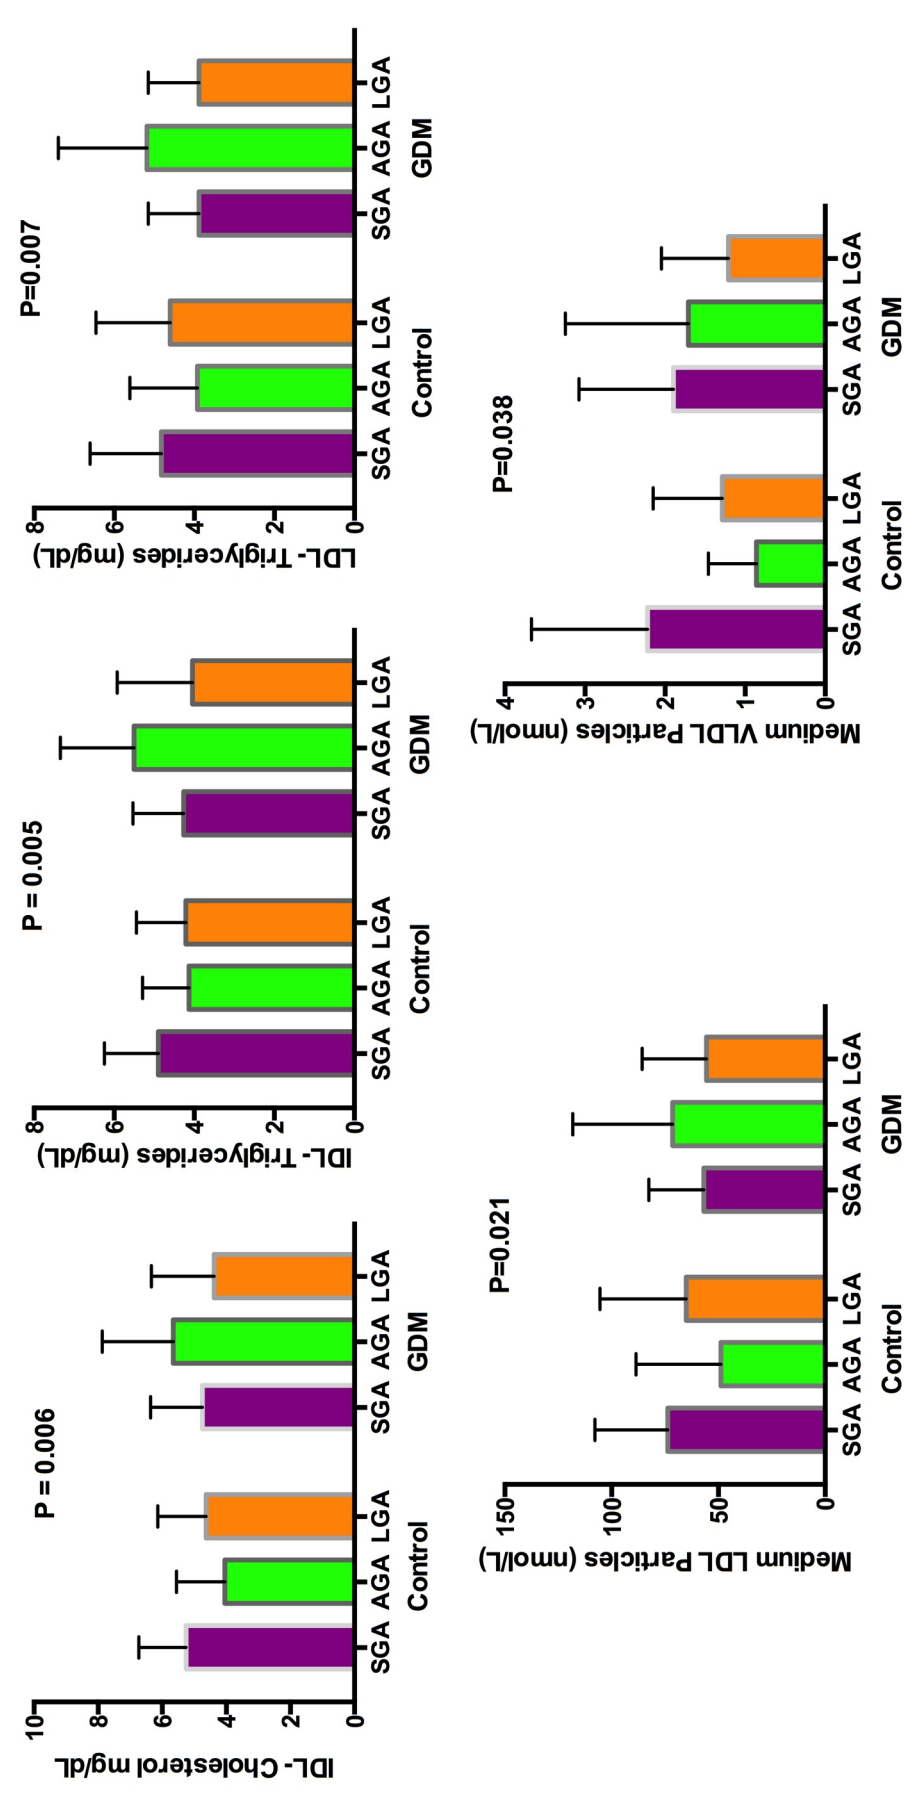 P = 0.006
IDL - Cholesterol mg/dL
10
8
6
4
2
0
SGA AGA LGA SGA AGA LGA
Control GDM
P = 0.005
IDL - Triglycerides (mg/dL)
8
6
4
2
0
SGA AGA LGA SGA AGA LGA
Control GDM
P=0.007
LDL - Triglycerides (mg/dL)
8
6
4
2
0
SGA AGA LGA SGA AGA LGA
Control GDM
P=0.021
Medium LDL Particles (nmol/L)
150
100
50
0
SGA AGA LGA SGA AGA LGA
Control GDM
P=0.038
Medium VLDL Particles (nmol/L)
4
3
2
1
0
SGA AGA LGA SGA AGA LGA
Control GDM